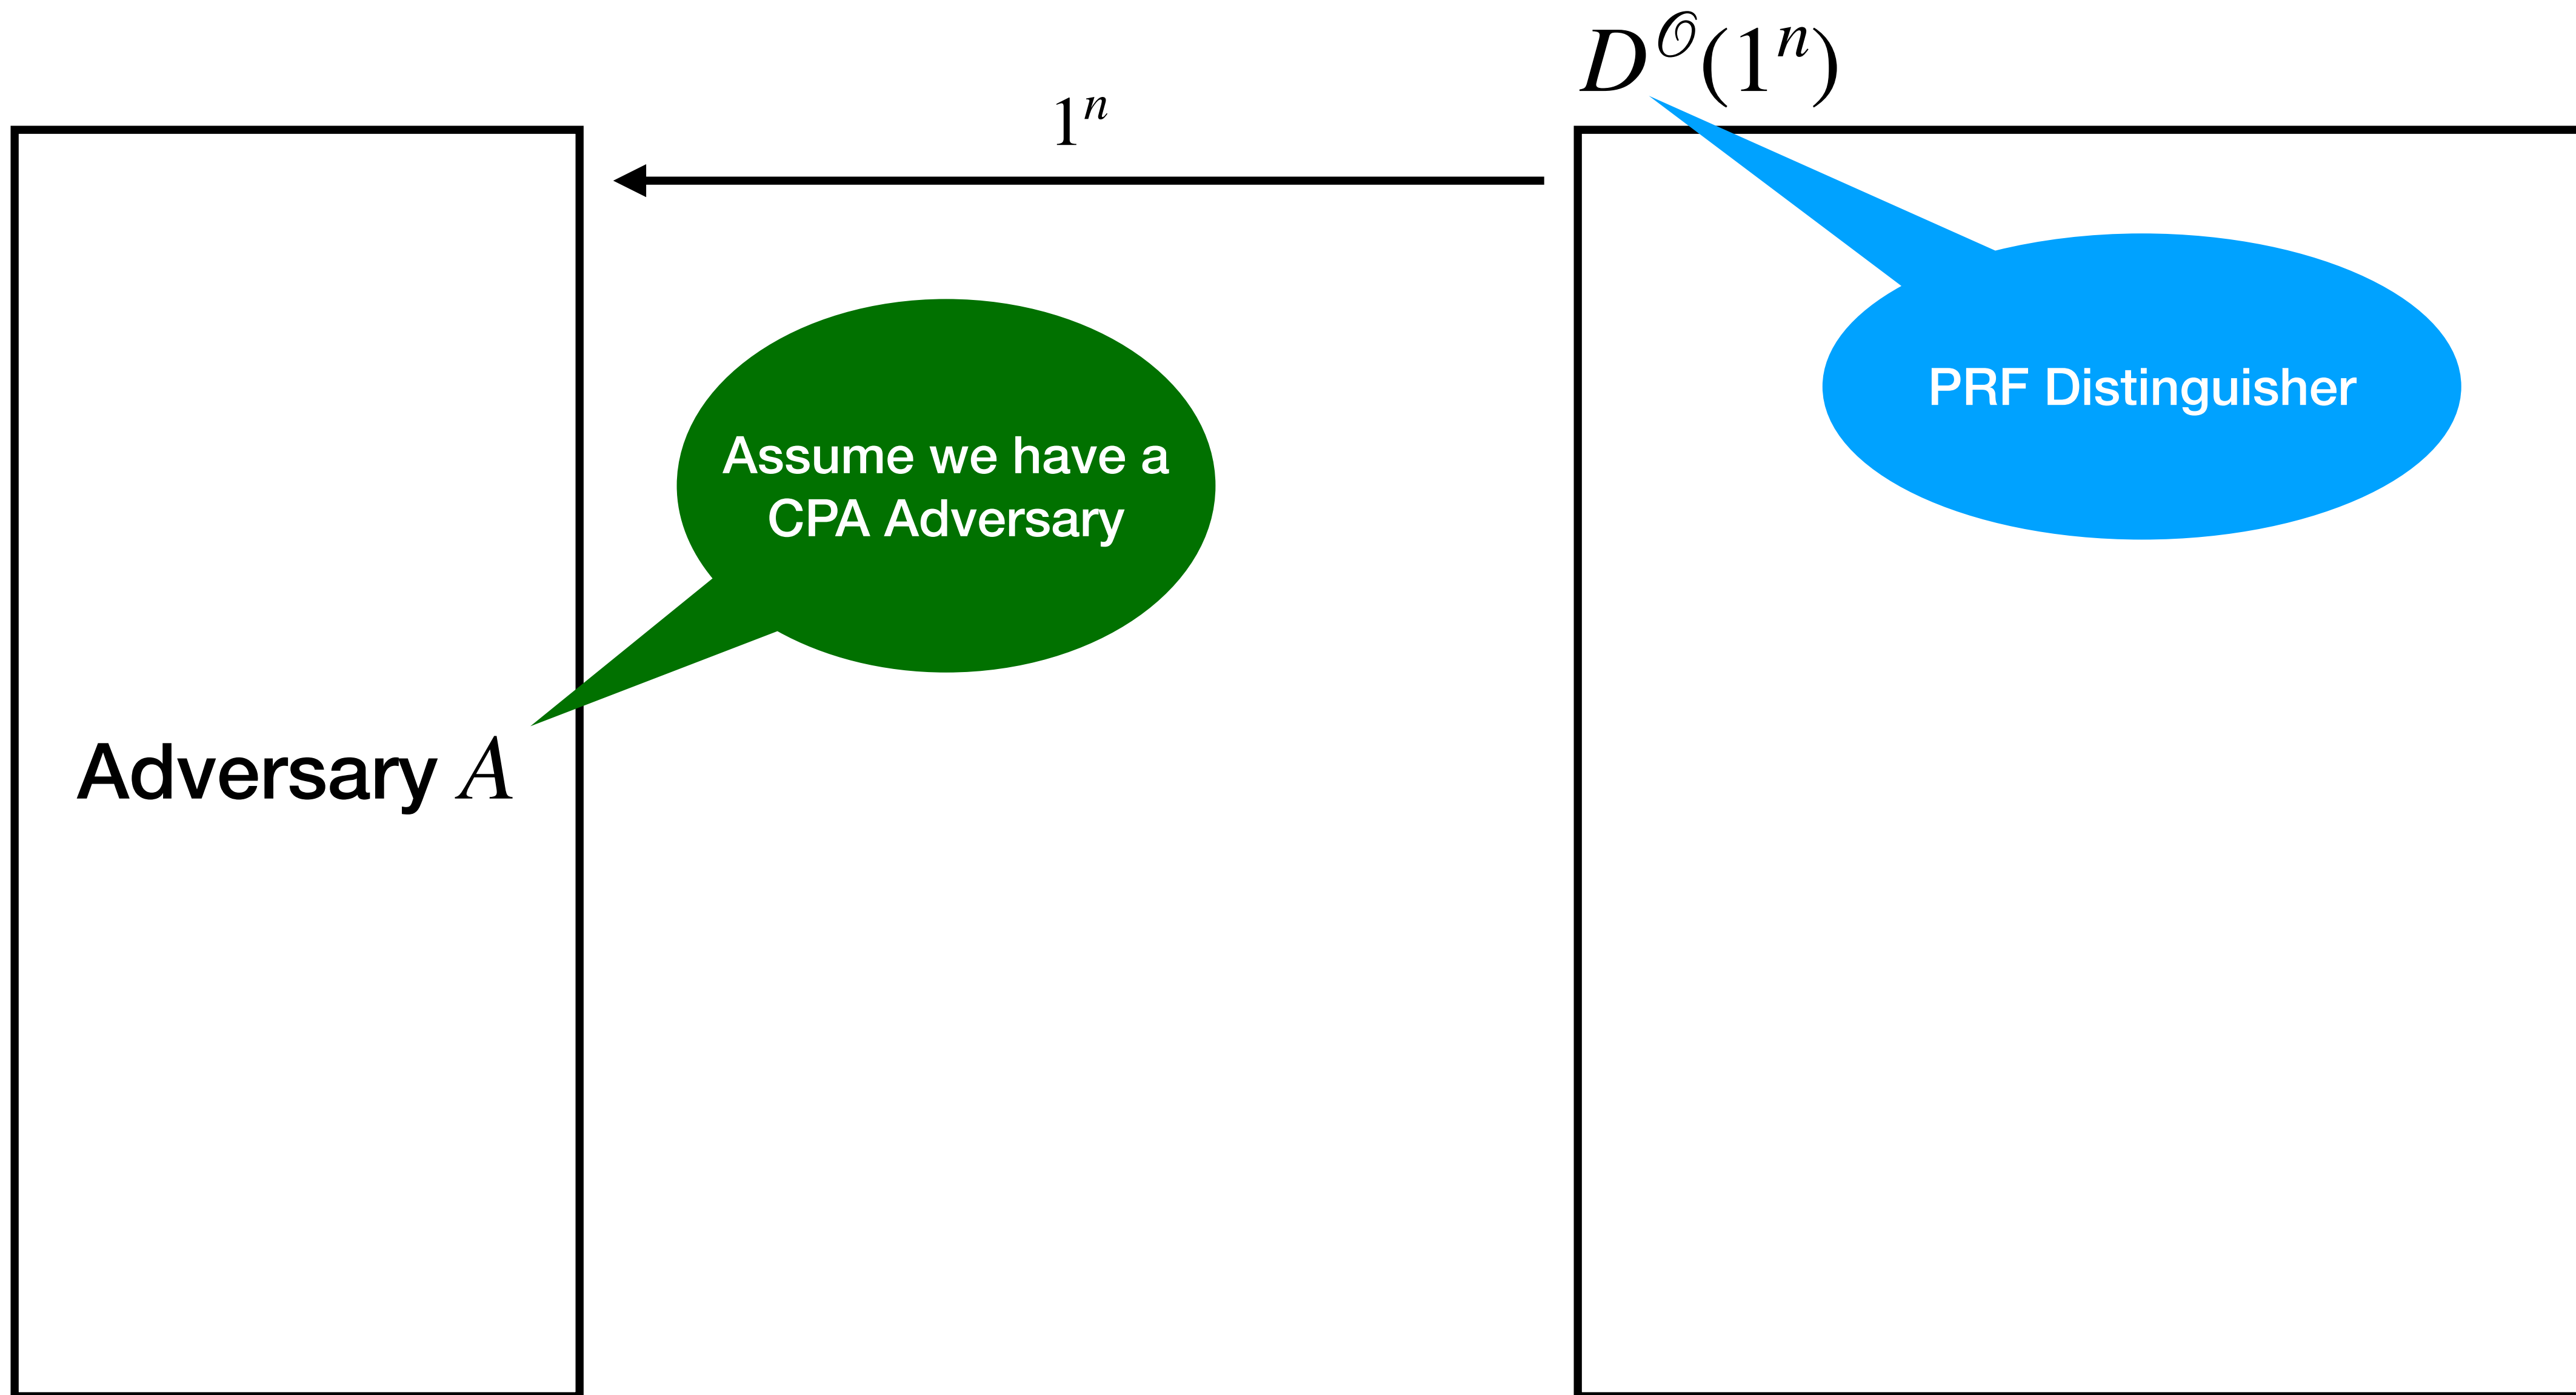 D^𝒪(1^n)
1^n
PRF Distinguisher
Assume we have a
CPA Adversary
Adversary A